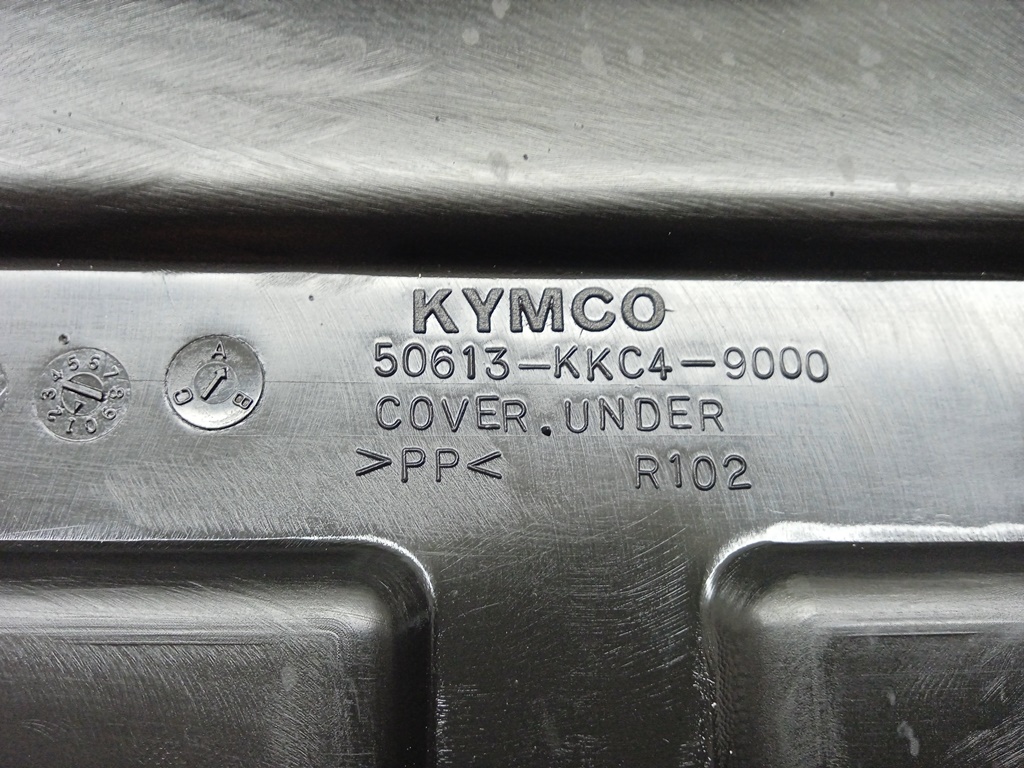 KYMCO
50613-KKC4-9000
COVER.UNDER
>PP< R102
A
B
C